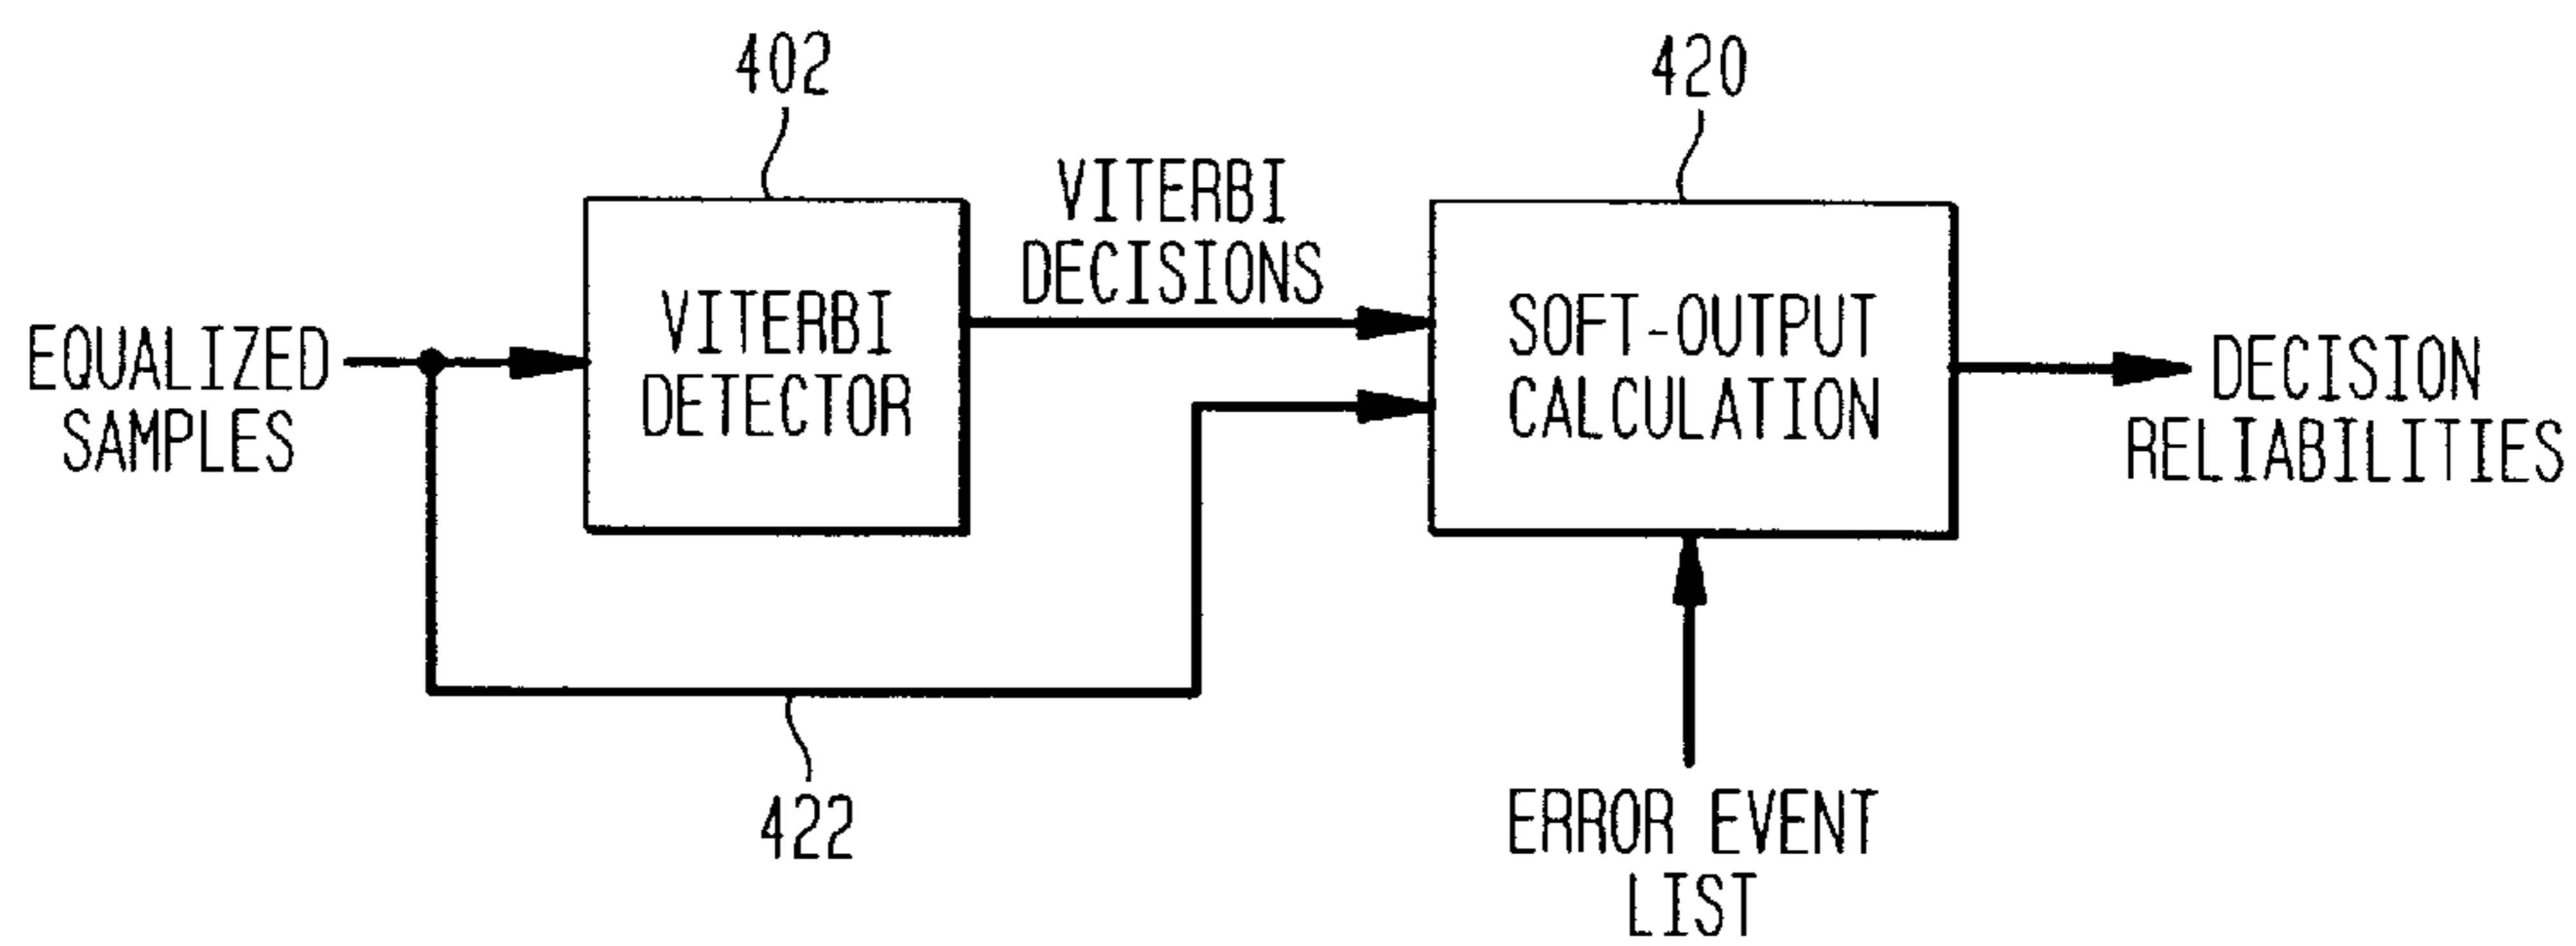 402
420
VITERBI
DECISIONS
EQUALIZED
SAMPLES
VITERBI
DETECTOR
SOFT-OUTPUT
CALCULATION
DECISION
RELIABILITIES
422
ERROR EVENT
LIST